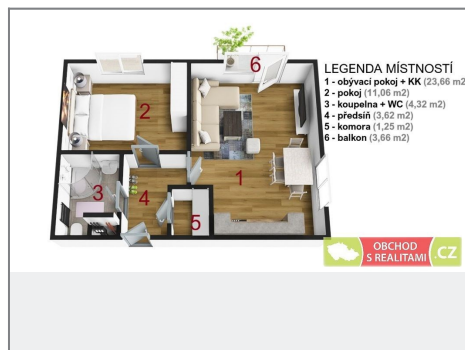 6
LEGENDA MÍSTNOSTÍ
1 - obývací pokoj + KK (23,66 m2
2 - pokoj (11,06 m2)
3 - koupelna + WC (4,32 m2)
4 - předsíň (3,62 m2)
5 - komora (1,25 m2)
6 - balkon (3,66 m2)
2
1
3
4
5
OBCHOD
S REALITAMI
.CZ